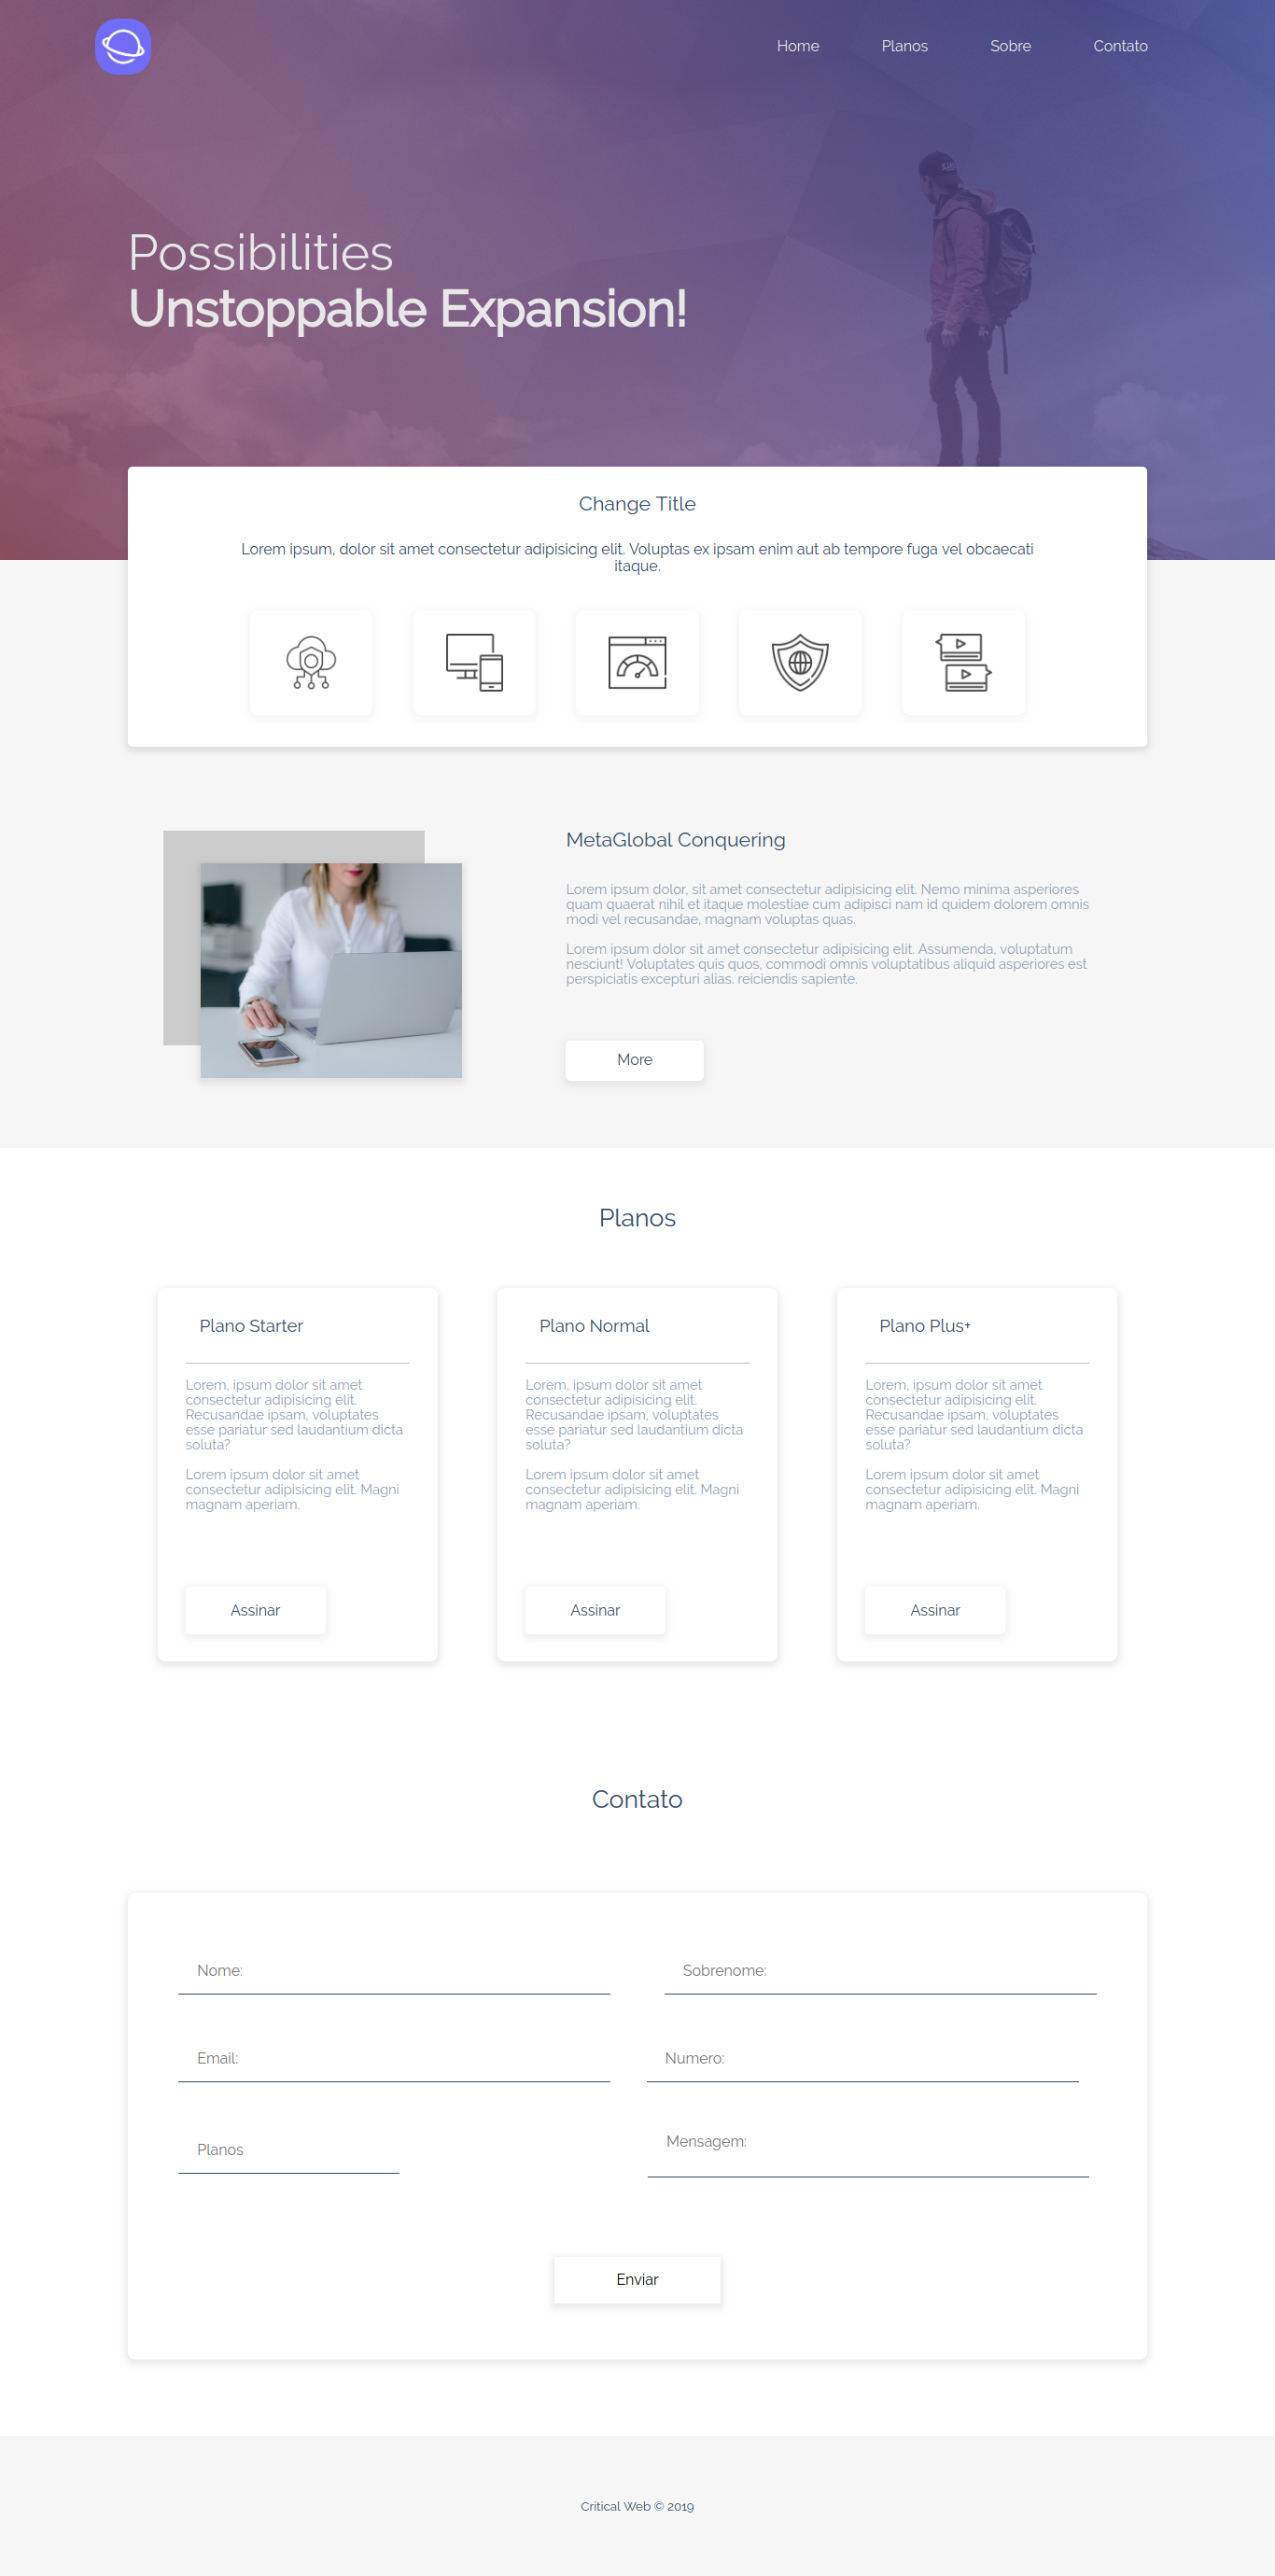 Home Planos Sobre Contato
Possibilities
Unstoppable Expansion!
Change Title
Lorem ipsum, dolor sit amet consectetur adipisicing elit. Voluptas ex ipsam enim aut ab tempore fuga vel obcaecati
itaque.
MetaGlobal Conquering
Lorem ipsum dolor, sit amet consectetur adipisicing elit. Nemo minima asperiores
quam quaerat nihil et itaque molestiae cum adipisci nam id quidem dolorem omnis
modi vel recusandae, magnam voluptas quas.
Lorem ipsum dolor sit amet consectetur adipisicing elit. Assumenda, voluptatum
nesciunt! Voluptates quis quos, commodi omnis voluptatibus aliquid asperiores est
perspiciatis excepturi alias. reiciendis sapiente.
More
Planos
Plano Starter
Lorem, ipsum dolor sit amet
consectetur adipisicing elit.
Recusandae ipsam, voluptates
esse pariatur sed laudantium dicta
soluta?
Lorem ipsum dolor sit amet
consectetur adipisicing elit. Magni
magnam aperiam.
Assinar
Plano Normal
Lorem, ipsum dolor sit amet
consectetur adipisicing elit.
Recusandae ipsam, voluptates
esse pariatur sed laudantium dicta
soluta?
Lorem ipsum dolor sit amet
consectetur adipisicing elit. Magni
magnam aperiam.
Assinar
Plano Plus+
Lorem, ipsum dolor sit amet
consectetur adipisicing elit.
Recusandae ipsam, voluptates
esse pariatur sed laudantium dicta
soluta?
Lorem ipsum dolor sit amet
consectetur adipisicing elit. Magni
magnam aperiam.
Assinar
Contato
Nome:
Sobrenome:
Email:
Numero:
Planos
Mensagem:
Enviar
Critical Web © 2019